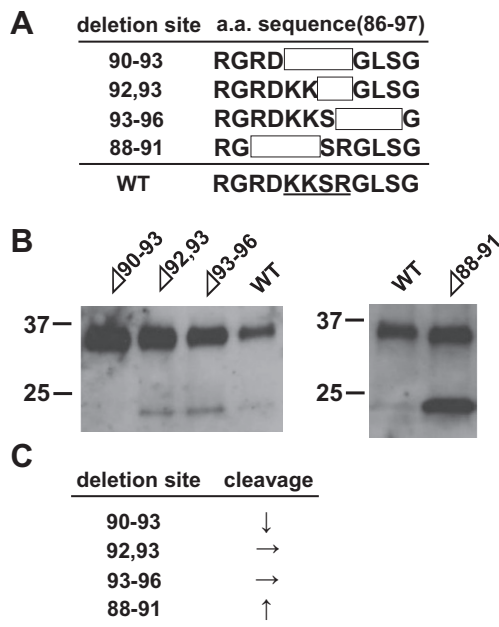 A
deletion site a.a. sequence(86-97)
90-93 RGRD GLSG
92,93 RGRDKK GLSG
93-96 RGRDKKS G
88-91 RG SRGLSG
WT RGRDKKSRGLSG
B
Δ90-93 Δ92,93 Δ93-96 WT
37
25
WT Δ88-91
37
25
C
deletion site cleavage
90-93 ↓
92,93 →
93-96 →
88-91 ↑